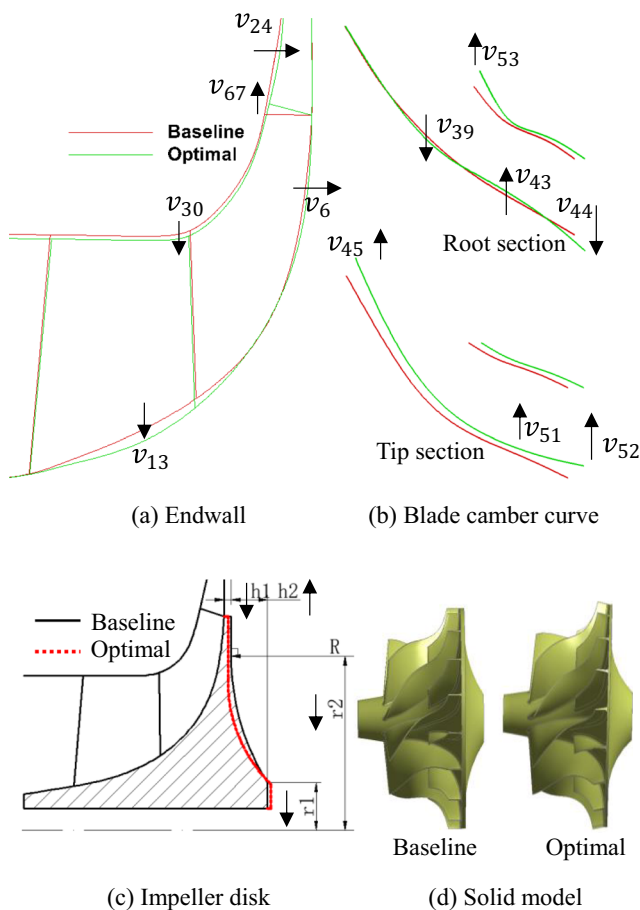 v24
v67
Baseline
Optimal
v30
v6
v13
(a) Endwall
v53
v39
v43
v44
Root section
v45
v51
v52
Tip section
(b) Blade camber curve
h1 h2
Baseline
Optimal
R
r2
r1
(c) Impeller disk
Baseline
Optimal
(d) Solid model